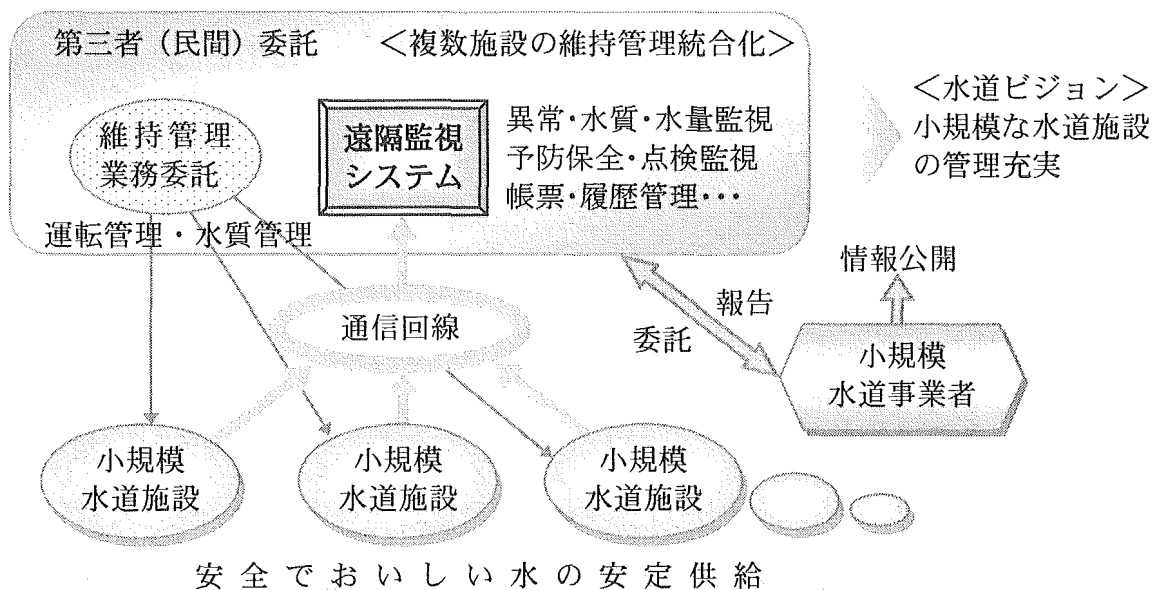 第三者（民間）委託　＜複数施設の維持管理統合化＞
維持管理
業務委託
遠隔監視
システム
異常・水質・水量監視
予防保全・点検監視
帳票・履歴管理・・・
運転管理・水質管理
＜水道ビジョン＞
小規模な水道施設
の管理充実
情報公開
報告
委託
小規模
水道事業者
通信回線
小規模
水道施設
小規模
水道施設
小規模
水道施設
安全でおいしい水の安定供給